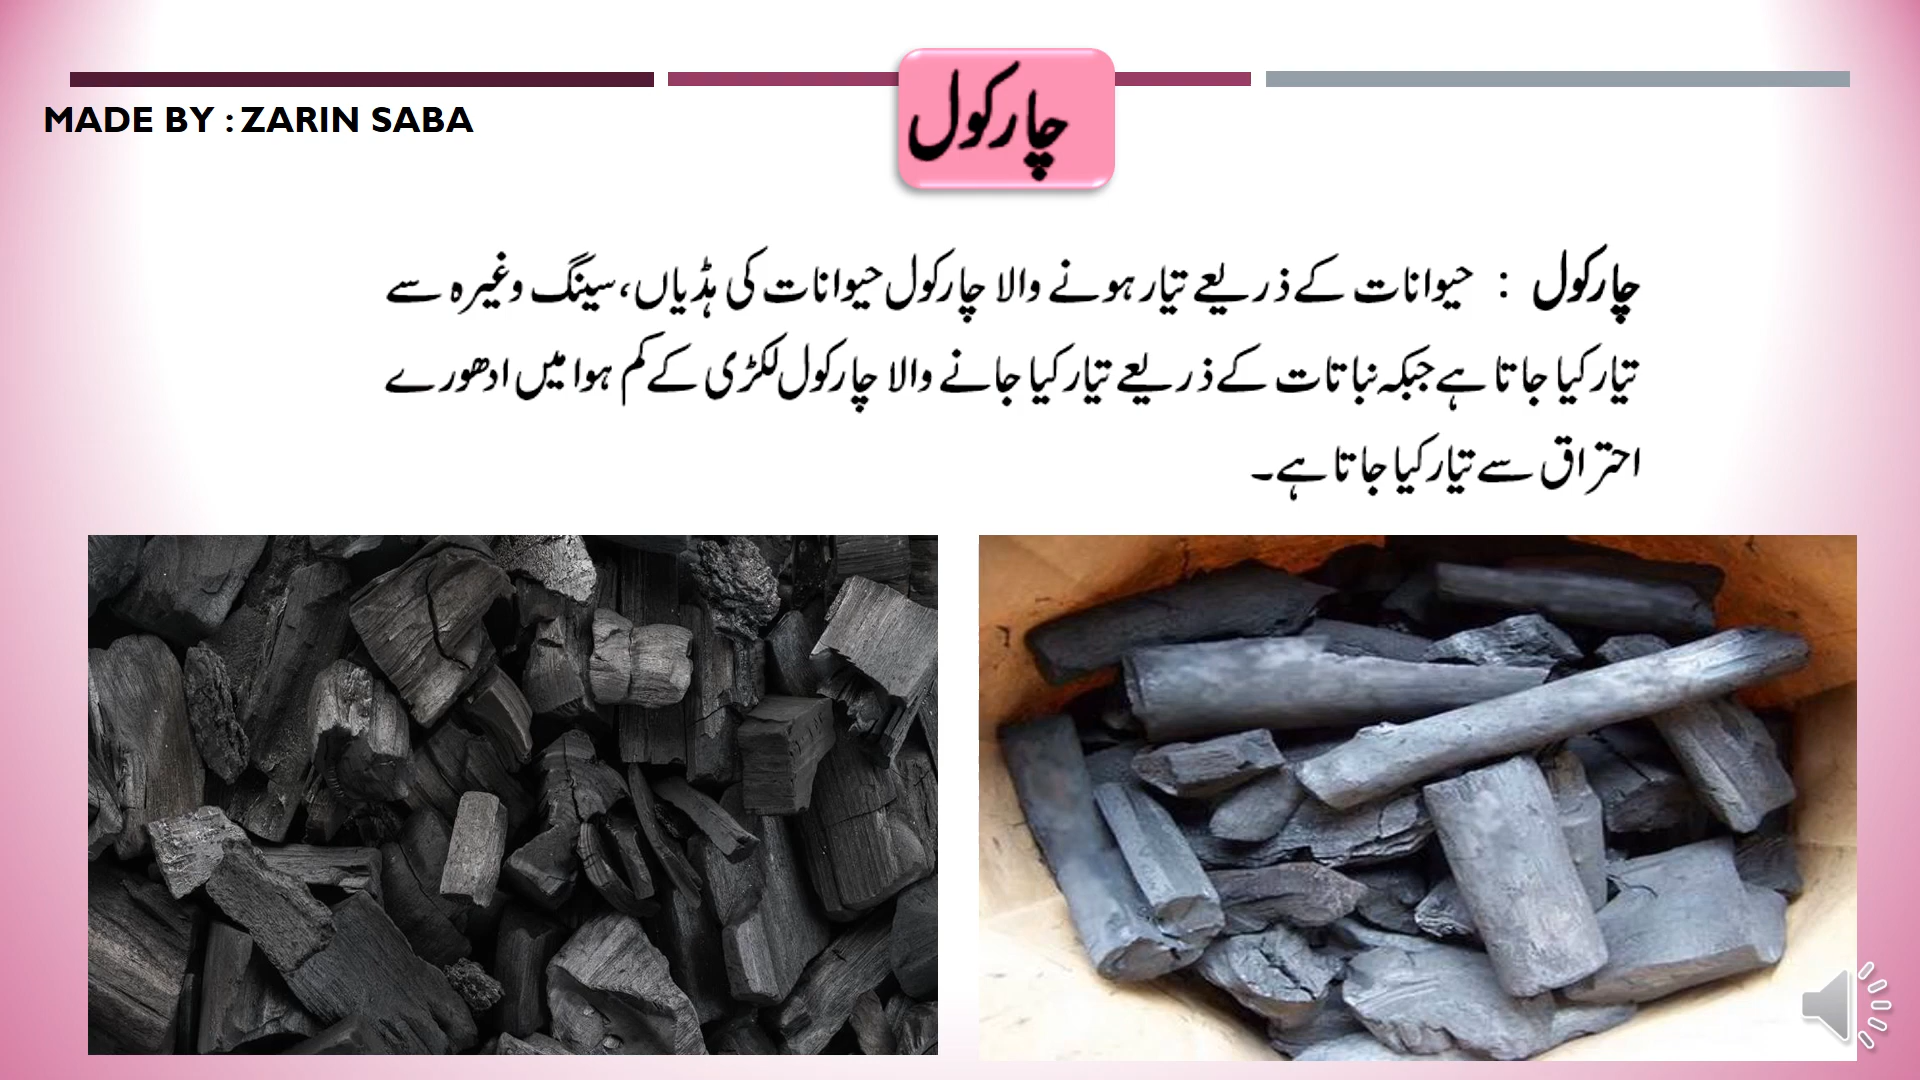 چارکول
MADE BY : ZARIN SABA
چارکول : حیوانات کے ذریعے تیار ہونے والا چارکول حیوانات کی ہڈیاں، سینگ وغیرہ سے
تیار کیا جاتا ہے جبکہ نباتات کے ذریعے تیار کیا جانے والا چارکول لکڑی کے کم ہوا میں ادھورے
احتراق سے تیار کیا جاتا ہے۔